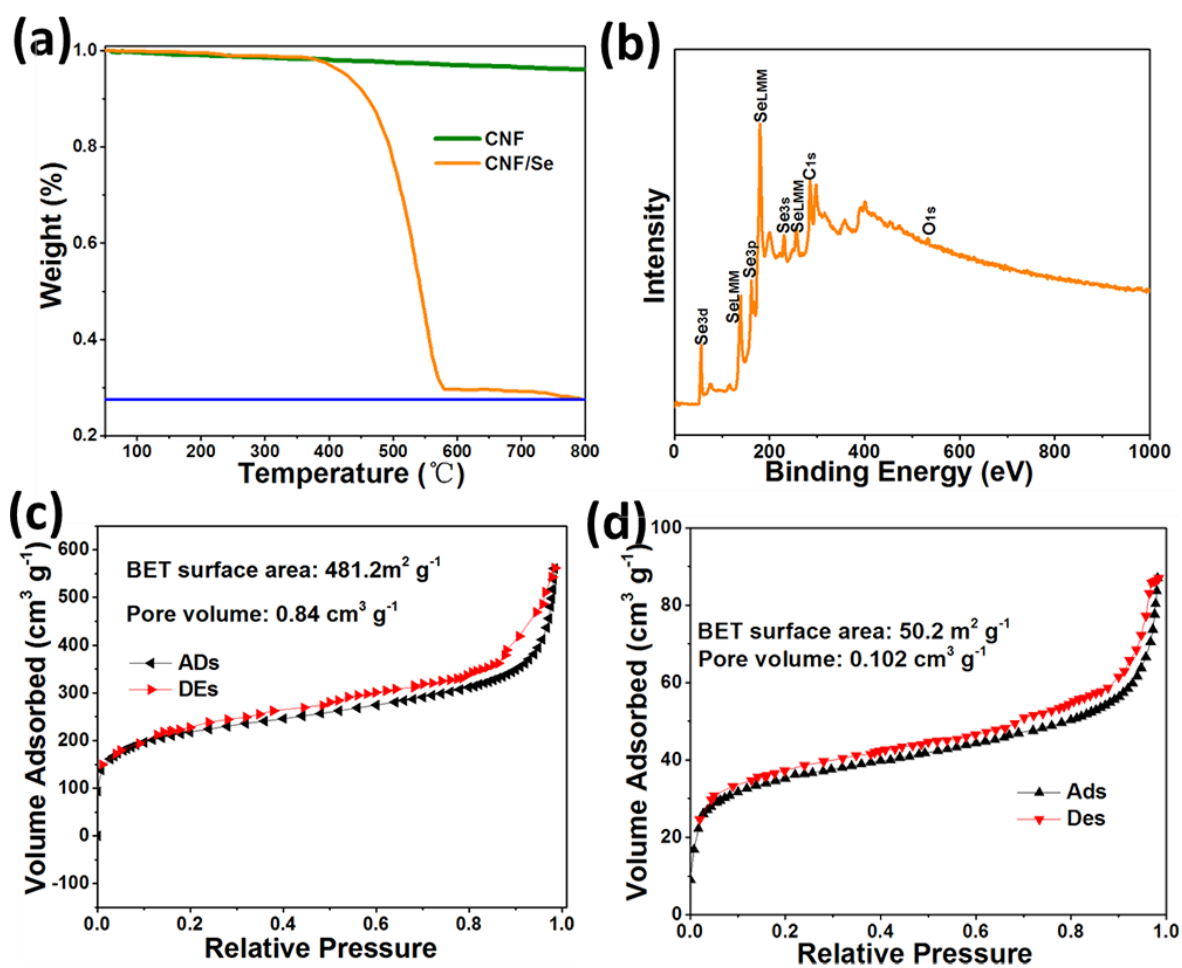 (a)
1.0
0.8
0.6
0.4
0.2
Weight (%)
CNF
CNF/Se
100 200 300 400 500 600 700 800
Temperature (℃)
(b)
Intensity
Se3d
SeLMM
Se3p
SeLMM
Se3s
SeLMM
C1s
O1s
0 200 400 600 800 1000
Binding Energy (eV)
(c)
600
500
400
300
200
100
0
-100
Volume Adsorbed (cm³ g⁻¹)
BET surface area: 481.2m² g⁻¹
Pore volume: 0.84 cm³ g⁻¹
ADs
DEs
0.0 0.2 0.4 0.6 0.8 1.0
Relative Pressure
(d)
100
80
60
40
20
0
Volume Adsorbed (cm³ g⁻¹)
BET surface area: 50.2 m² g⁻¹
Pore volume: 0.102 cm³ g⁻¹
Ads
Des
0.0 0.2 0.4 0.6 0.8 1.0
Relative Pressure